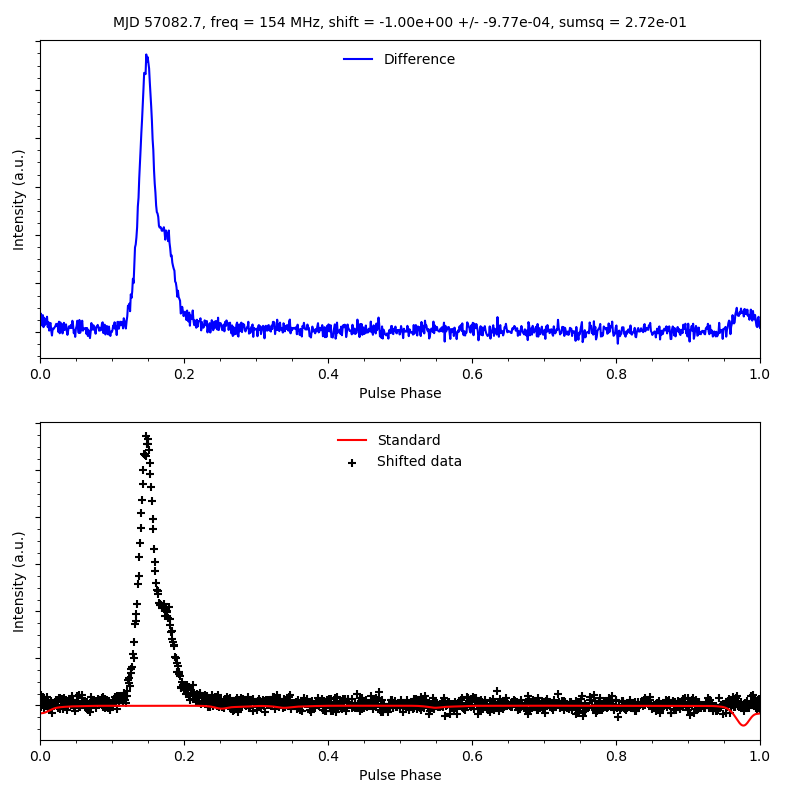 MJD 57082.7, freq = 154 MHz, shift = -1.00e+00 +/- -9.77e-04, sumsq = 2.72e-01
Difference
Intensity (a.u.)
0.0 0.2 0.4 0.6 0.8 1.0
Pulse Phase
Standard
Shifted data
Intensity (a.u.)
0.0 0.2 0.4 0.6 0.8 1.0
Pulse Phase